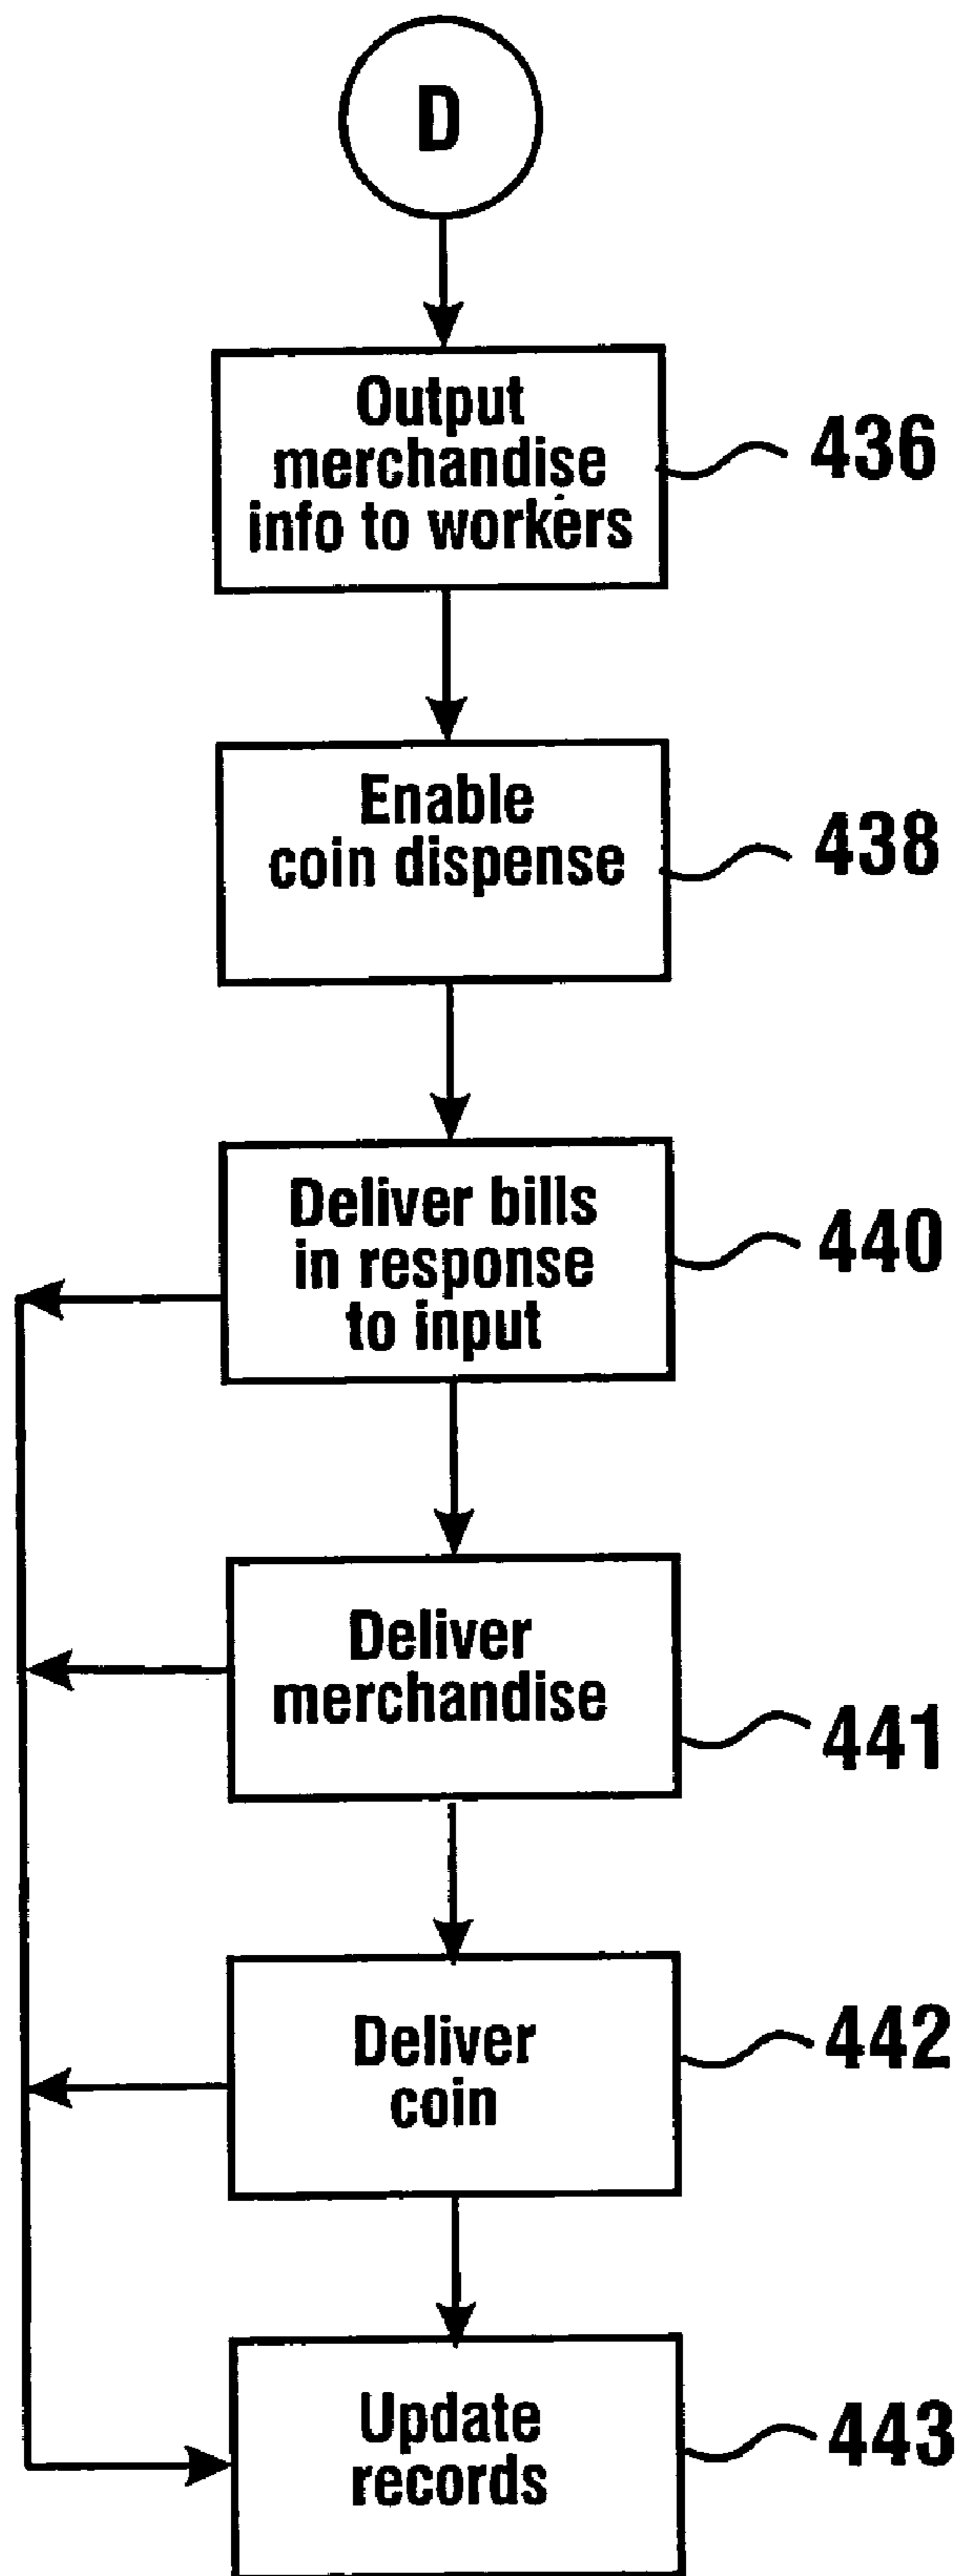 D
Output
merchandise
info to workers
436
Enable
coin dispense
438
Deliver bills
in response
to input
440
Deliver
merchandise
441
Deliver
coin
442
Update
records
443